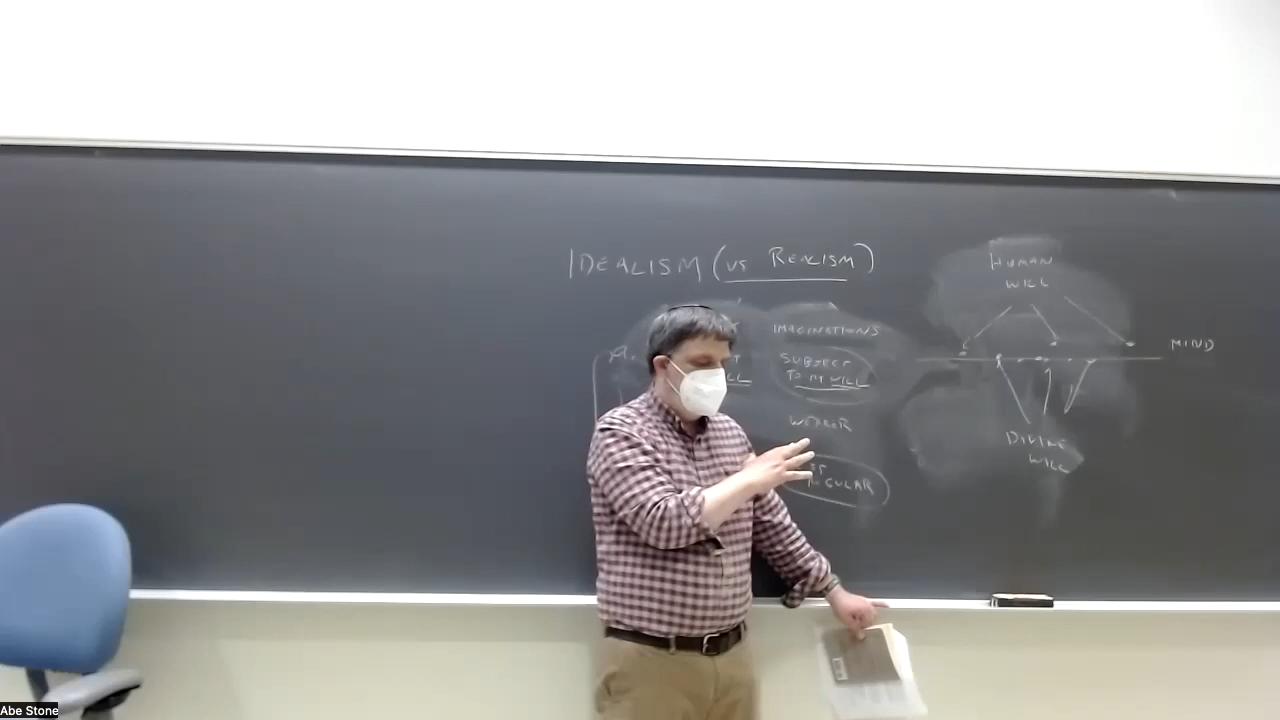 IDEALISM (VS REALISM)
IMAGINATIONS
SUBJECT
TO MY WILL
WEAKER
HUMAN
WILL
MIND
DIVINE
WILL
Abe Stone